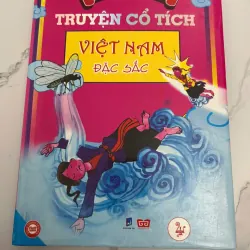 TRUYỆN CỔ TÍCH
VIỆT NAM
ĐẶC SẮC